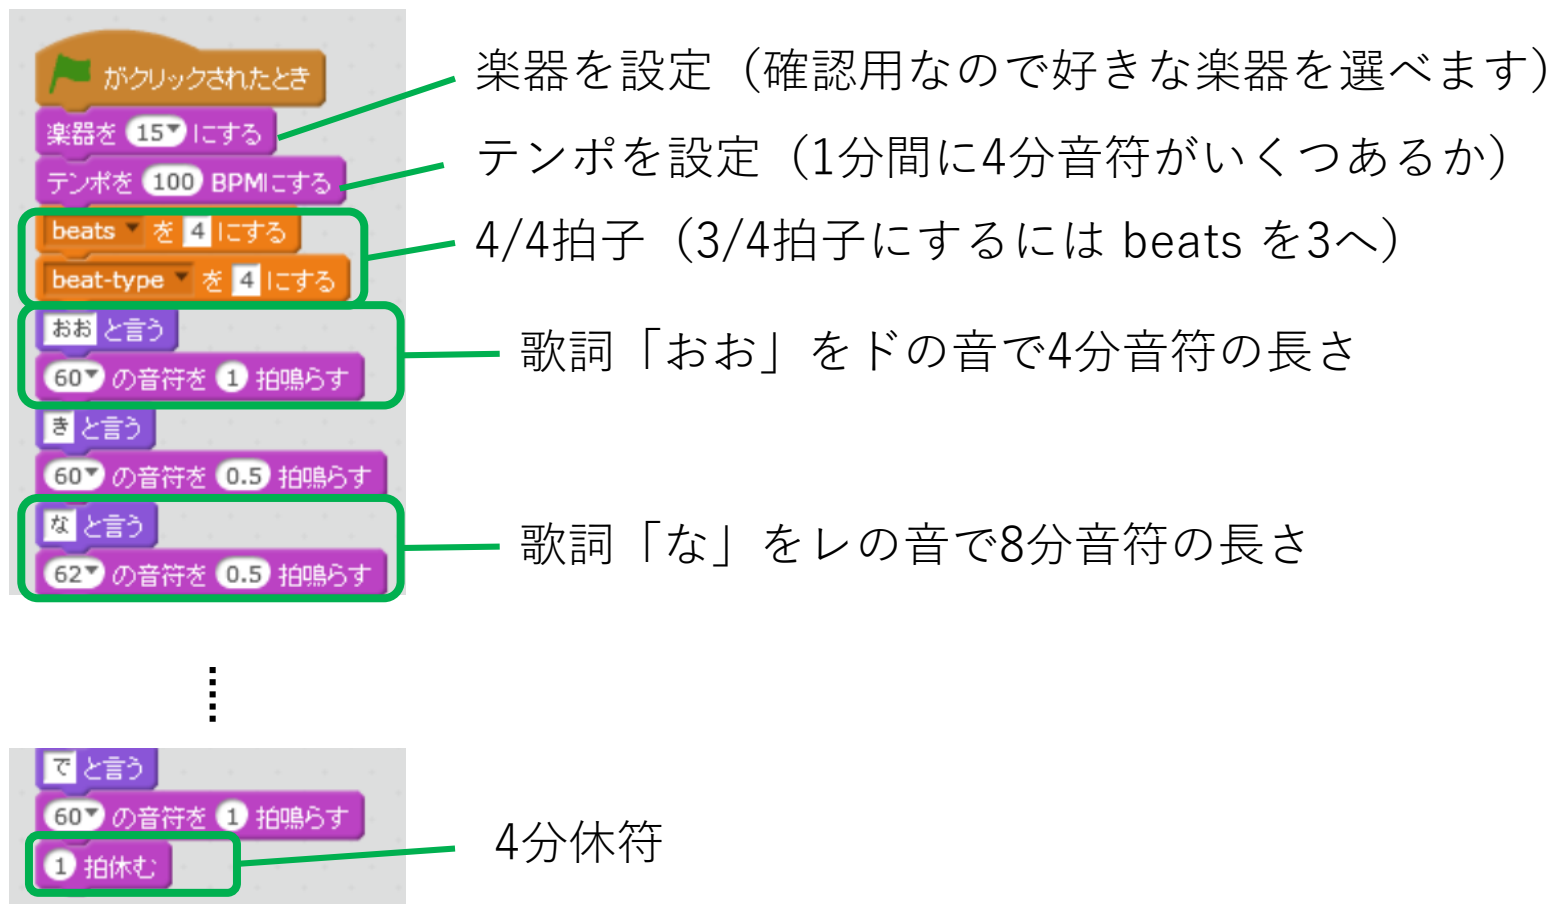 がクリックされたとき
楽器を設定（確認用なので好きな楽器を選べます）
楽器を 15 にする
テンポを設定（1分間に4分音符がいくつあるか）
テンポを 100 BPMにする
beats を 4 にする
4/4拍子（3/4拍子にするには beats を3へ）
beat-type を 4 にする
おお と言う
歌詞「おお」をドの音で4分音符の長さ
60 の音符を 1 拍鳴らす
き と言う
60 の音符を 0.5 拍鳴らす
な と言う
歌詞「な」をレの音で8分音符の長さ
62 の音符を 0.5 拍鳴らす
で と言う
60 の音符を 1 拍鳴らす
1 拍休む
4分休符